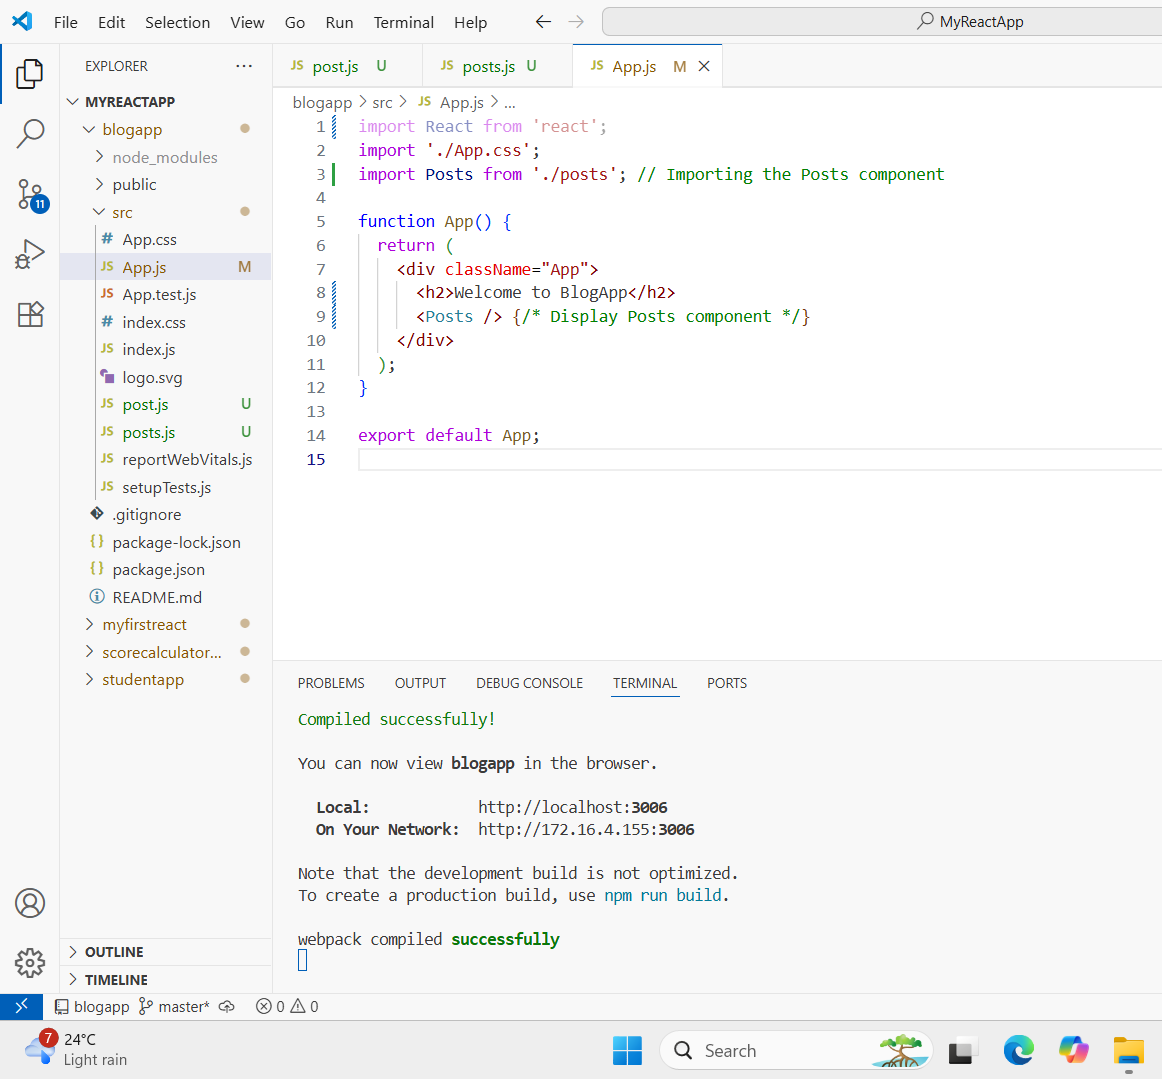 File Edit Selection View Go Run Terminal Help
MyReactApp
EXPLORER
MYREACTAPP
blogapp
node_modules
public
src
# App.css
JS App.js M
JS App.test.js
# index.css
JS index.js
logo.svg
JS post.js U
JS posts.js U
JS reportWebVitals.js
JS setupTests.js
.gitignore
{} package-lock.json
{} package.json
README.md
myfirstreact
scorecalculator...
studentapp
OUTLINE
TIMELINE
11
JS post.js U JS posts.js U JS App.js M
blogapp > src > JS App.js > ...
1 import React from 'react';
2 import './App.css';
3 import Posts from './posts'; // Importing the Posts component
4
5 function App() {
6 return (
7 <div className="App">
8 <h2>Welcome to BlogApp</h2>
9 <Posts /> {/* Display Posts component */}
10 </div>
11 );
12 }
13
14 export default App;
15
PROBLEMS OUTPUT DEBUG CONSOLE TERMINAL PORTS
Compiled successfully!
You can now view blogapp in the browser.
Local: http://localhost:3006
On Your Network: http://172.16.4.155:3006
Note that the development build is not optimized.
To create a production build, use npm run build.
webpack compiled successfully
blogapp master* 0 0
7
24°C
Light rain
Search